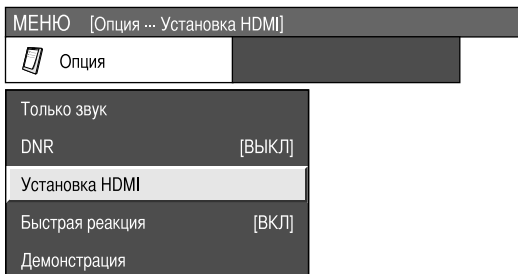 МЕНЮ [Опция ··· Установка HDMI]
Опция
Только звук
DNR [ВЫКЛ]
Установка HDMI
Быстрая реакция [ВКЛ]
Демонстрация